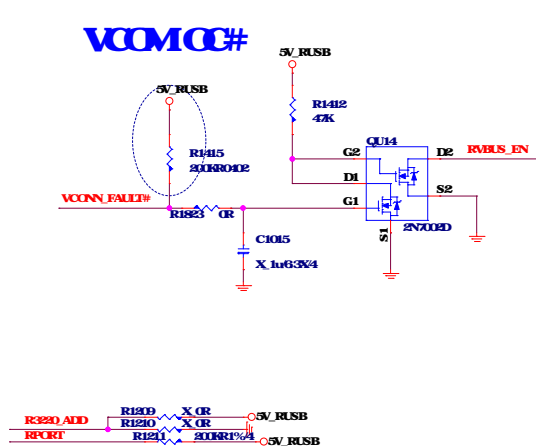 VCOM OC#
5V_RUSB
5V_RUSB
R1412
47K
R1415
200KR0402
QU14
G2
D2
RVBUS_EN
D1
S2
VCONN_FAULT#
G1
R1823
0R
2N7002D
S1
C1015
X_1u/6.3X/4
R1209
X_0R
5V_RUSB
R3220_ADD
R1210
X_0R
RPORT
R1211
200KR1%/4
5V_RUSB